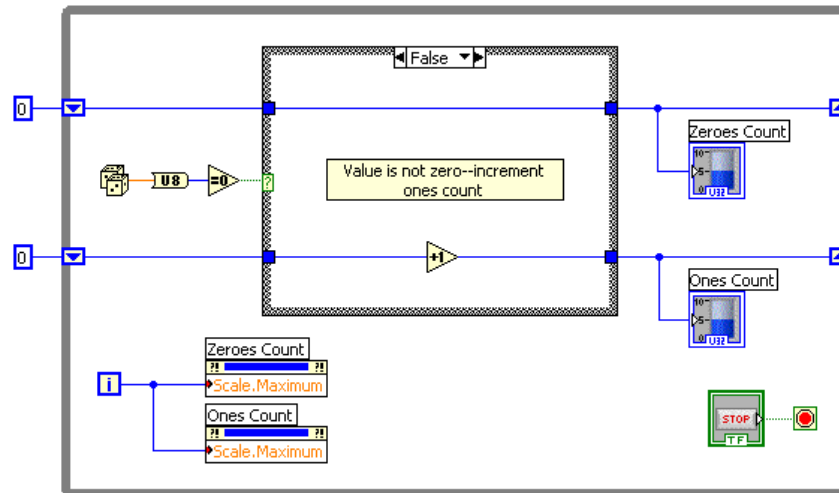 False
0
Zeroes Count
10
5
0
U32
U8
=0
?
Value is not zero--increment
ones count
0
+1
Ones Count
10
5
0
U32
Zeroes Count
?! ?!
i
Scale.Maximum
Ones Count
?! ?!
Scale.Maximum
STOP
TF